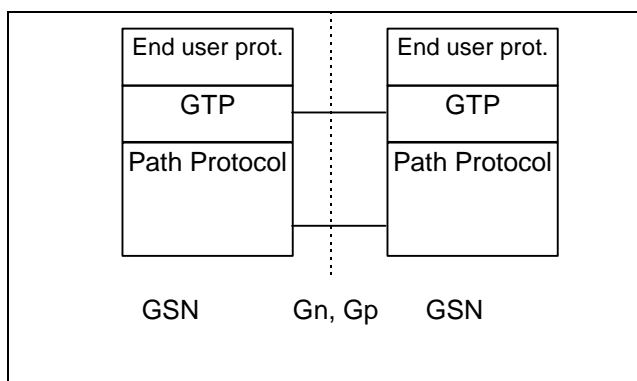 End user prot. End user prot.
GTP GTP
Path Protocol Path Protocol
GSN Gn, Gp GSN